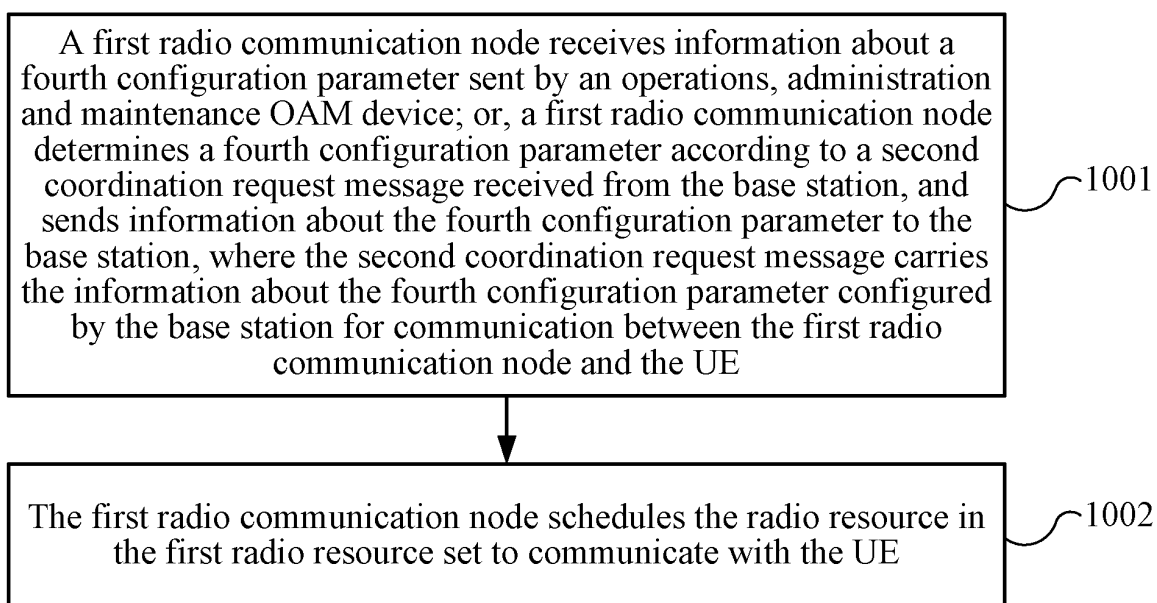 A first radio communication node receives information about a
fourth configuration parameter sent by an operations, administration
and maintenance OAM device; or, a first radio communication node
determines a fourth configuration parameter according to a second
coordination request message received from the base station, and
sends information about the fourth configuration parameter to the
base station, where the second coordination request message carries
the information about the fourth configuration parameter configured
by the base station for communication between the first radio
communication node and the UE
1001
The first radio communication node schedules the radio resource in
the first radio resource set to communicate with the UE
1002